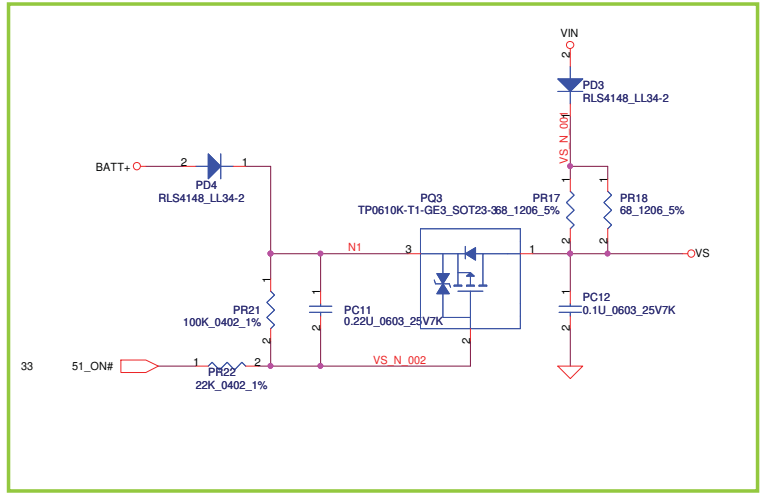 VIN
2
PD3
RLS4148_LL34-2
1
VS_N_001
BATT+
2
1
PD4
RLS4148_LL34-2
1
1
PQ3
TP0610K-T1-GE3_SOT23-3
PR17
68_1206_5%
PR18
68_1206_5%
2
2
N1
3
1
VS
1
PR21
100K_0402_1%
2
1
PC11
0.22U_0603_25V7K
2
2
1
PC12
0.1U_0603_25V7K
2
33
51_ON#
1
2
PR22
22K_0402_1%
VS_N_002